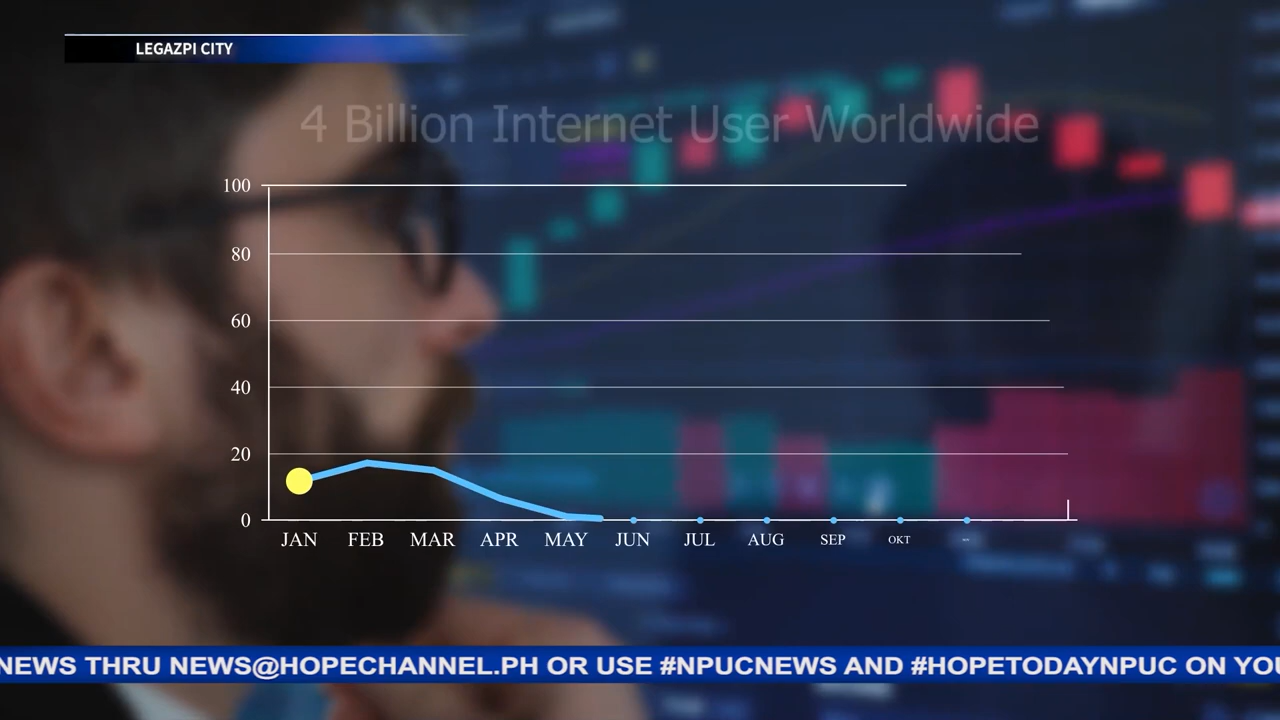 LEGAZPI CITY
4 Billion Internet User Worldwide
100
80
60
40
20
0
JAN FEB MAR APR MAY JUN JUL AUG SEP OKT
NEWS THRU NEWS@HOPECHANNEL.PH OR USE #NPUCNEWS AND #HOPETODAYNPUC ON YOU